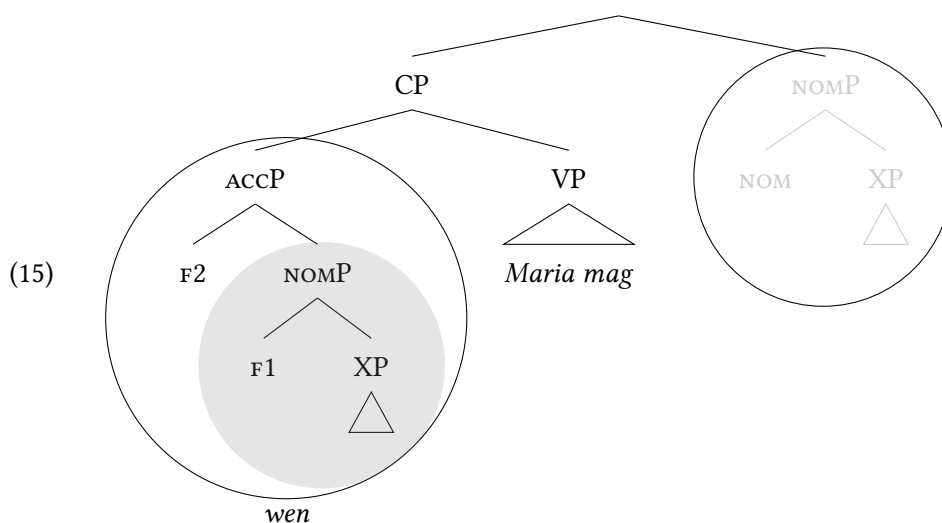 CP
NOMP
ACCP VP
NOM XP
(15) F2 NOMP Maria mag
F1 XP
wen